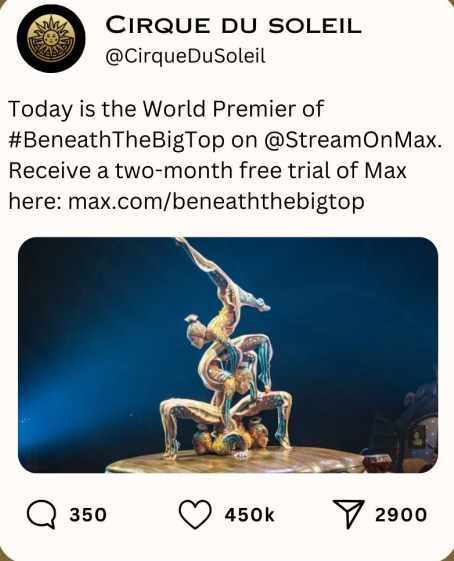 CIRQUE DU SOLEIL
@CirqueDuSoleil
Today is the World Premier of
#BeneathTheBigTop on @StreamOnMax.
Receive a two-month free trial of Max
here: max.com/beneaththebigtop
350 450k 2900